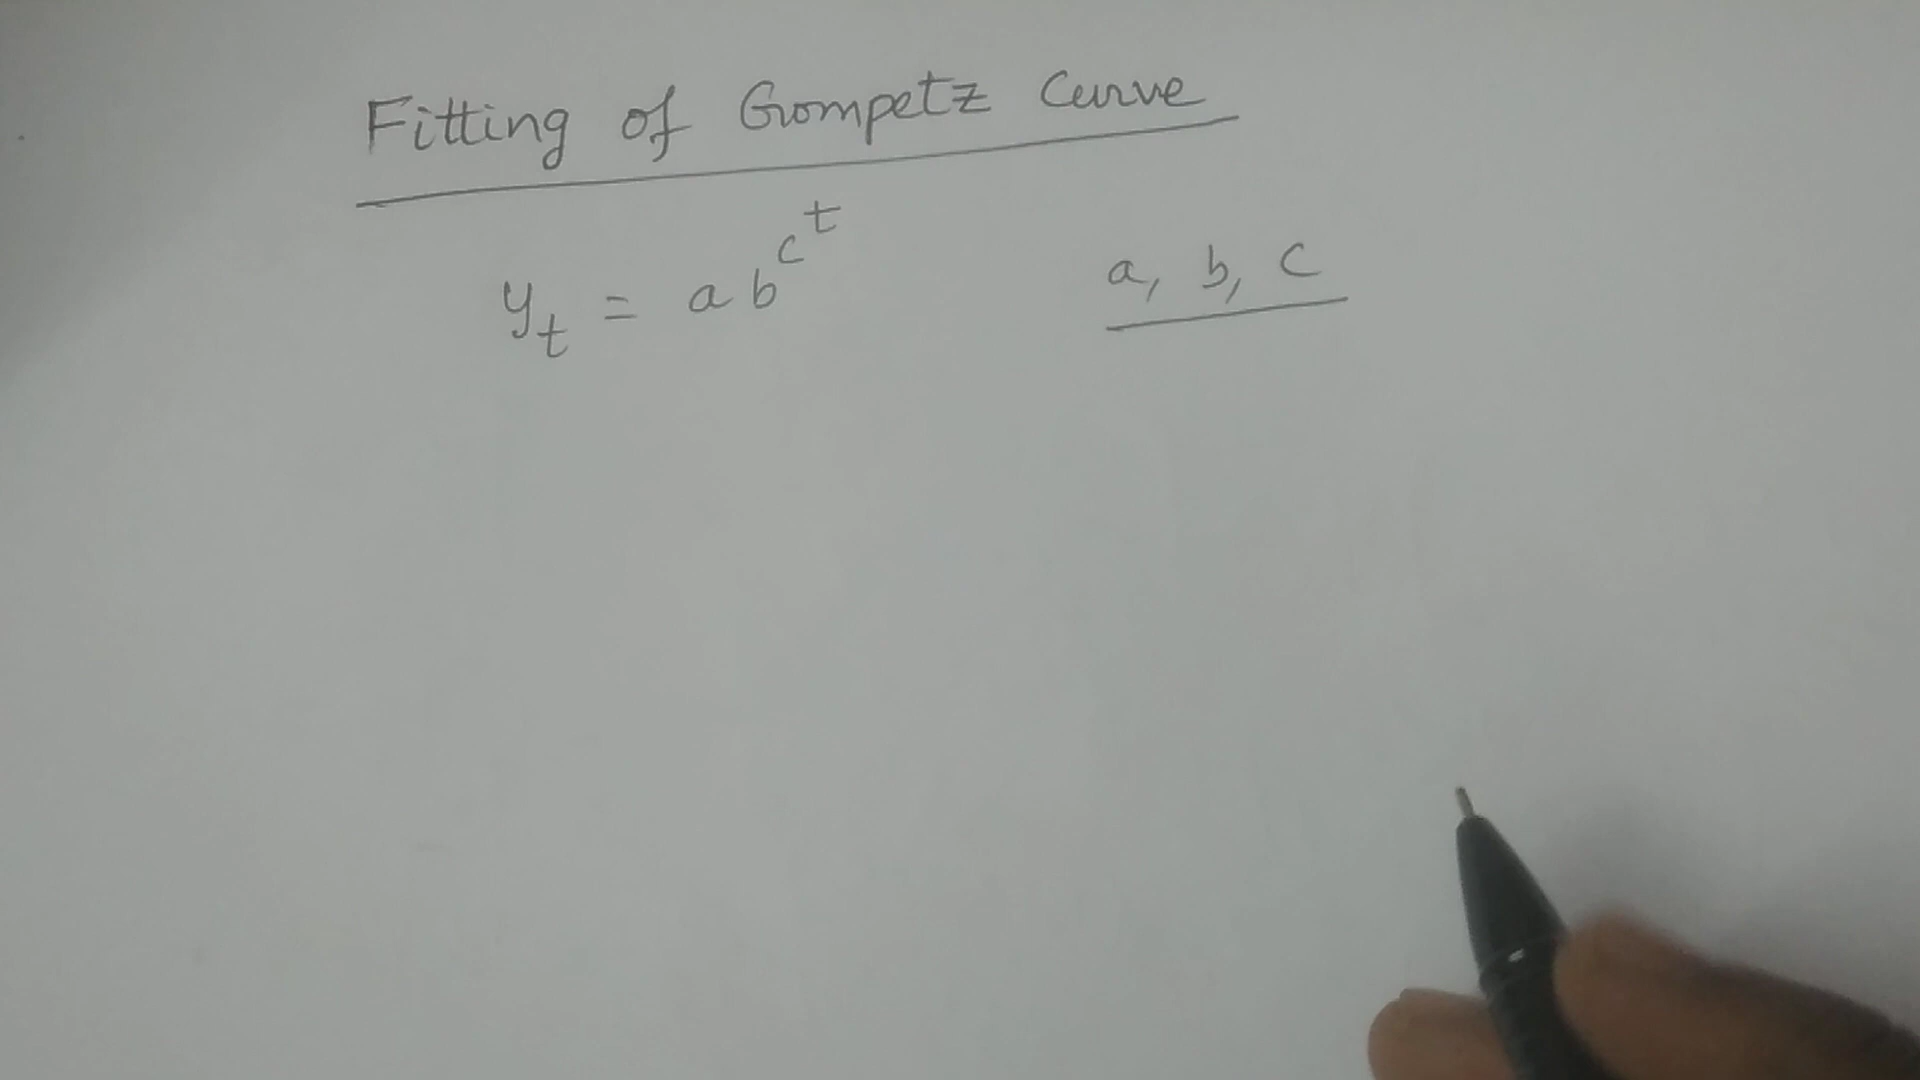 Fitting of Gompetz Curve
y_t = a b^{c^t}    a, b, c